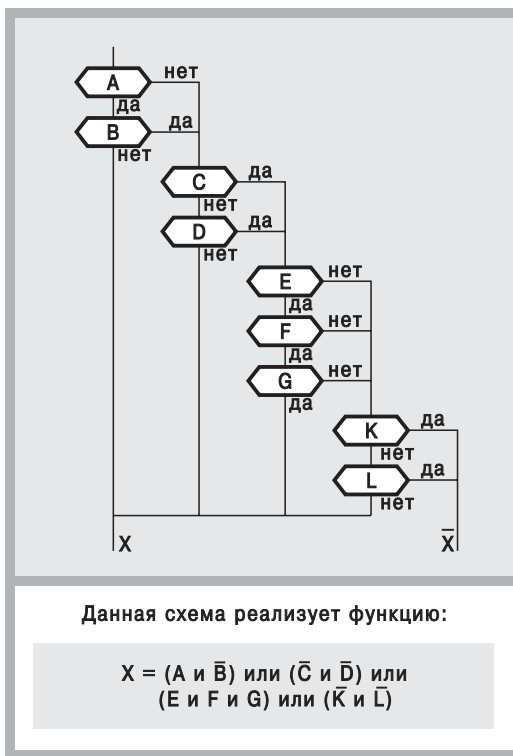 A нет
да
B да
нет
C да
нет
D да
нет
E нет
да
F нет
да
G нет
да
K да
нет
L да
нет
X X̅
Данная схема реализует функцию:
X = (A и B̅) или (C̅ и D̅) или
(E и F и G) или (K̅ и L̅)